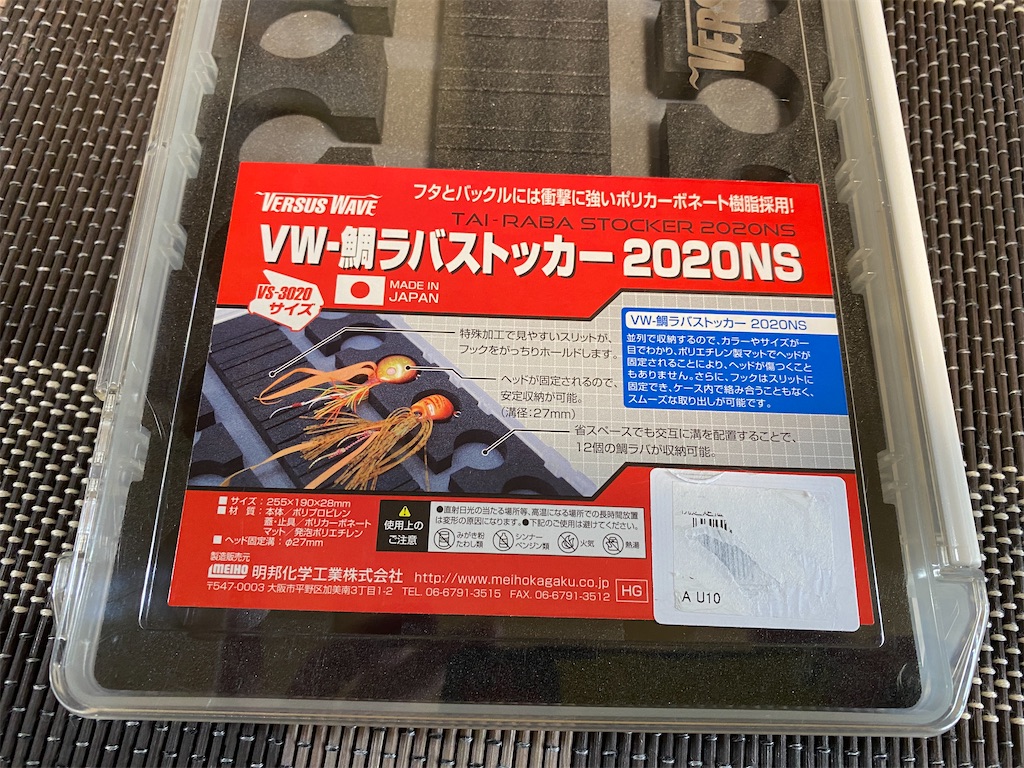 VERS
VERSUS WAVE
フタとバックルには衝撃に強いポリカーボネート樹脂採用!
TAI-RABA STOCKER 2020NS
VW-鯛ラバストッカー 2020NS
VS-3020
サイズ
MADE IN
JAPAN
特殊加工で見やすいスリットが、
フックをがっちりホールドします。
ヘッドが固定されるので、
安定収納が可能。
(溝径:27mm)
省スペースでも交互に溝を配置することで、
12個の鯛ラバが収納可能。
VW-鯛ラバストッカー 2020NS
並列で収納するので、カラーやサイズが一
目でわかり、ポリエチレン製マットでヘッドが
固定されることにより、ヘッドが傷つくこと
もありません。さらに、フックはスリットに
固定でき、ケース内で絡み合うこともなく、
スムーズな取り出しが可能です。
■サイズ:255×190×28mm
■材質:本体/ポリプロピレン
蓋・止具/ポリカーボネート
マット/発泡ポリエチレン
■ヘッド固定溝:φ27mm
使用上の
ご注意
●直射日光の当たる場所等、高温になる場所での長時間放置
は変形の原因になります。●下記のご使用は避けてください。
みがき粉
たわし類
シンナー
ベンジン類
火気
熱湯
製造販売元
MEIHO 明邦化学工業株式会社 http://www.meihokagaku.co.jp
〒547-0003 大阪市平野区加美南3丁目1-2 TEL. 06-6791-3515 FAX. 06-6791-3512
HG
A U10